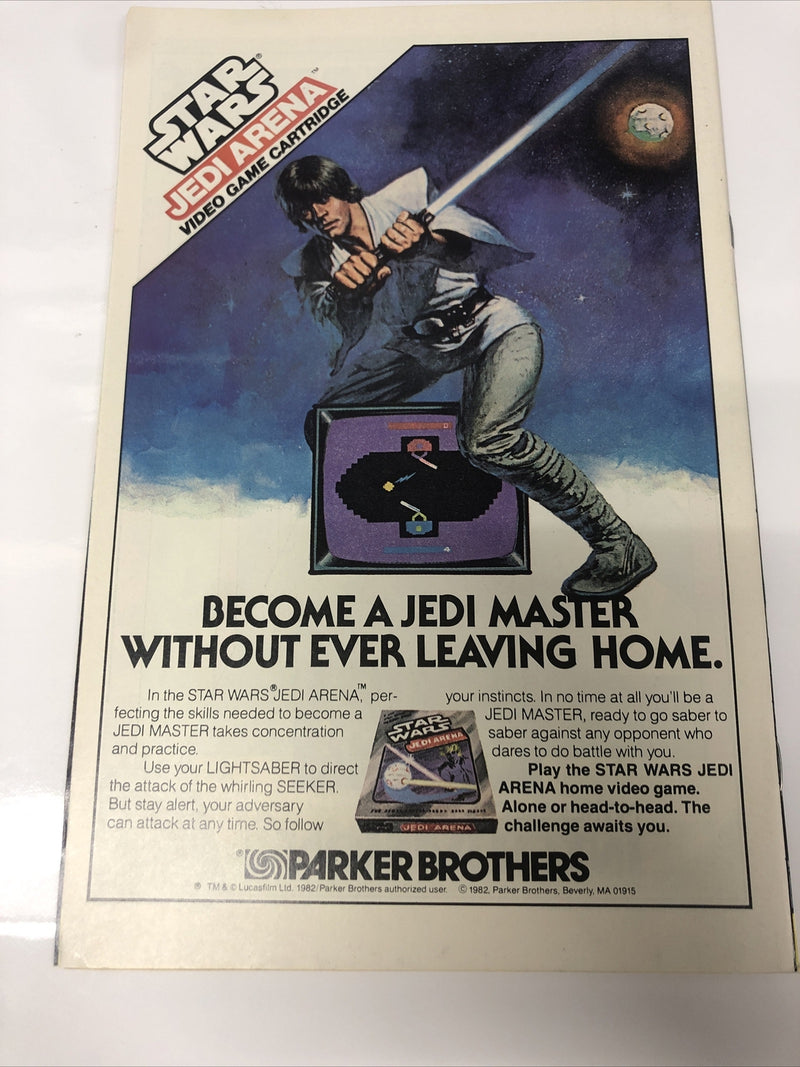 STAR®
WARS
JEDI ARENA™
VIDEO GAME CARTRIDGE
BECOME A JEDI MASTER
WITHOUT EVER LEAVING HOME.
In the STAR WARS® JEDI ARENA,™ per-
fecting the skills needed to become a
JEDI MASTER takes concentration
and practice.
Use your LIGHTSABER to direct
the attack of the whirling SEEKER.
But stay alert, your adversary
can attack at any time. So follow
your instincts. In no time at all you'll be a
JEDI MASTER, ready to go saber to
saber against any opponent who
dares to do battle with you.
Play the STAR WARS JEDI
ARENA home video game.
Alone or head-to-head. The
challenge awaits you.
STAR
WARS
JEDI ARENA
JEDI ARENA
® PARKER BROTHERS
® TM & © Lucasfilm Ltd. 1982/Parker Brothers authorized user. © 1982, Parker Brothers, Beverly, MA 01915